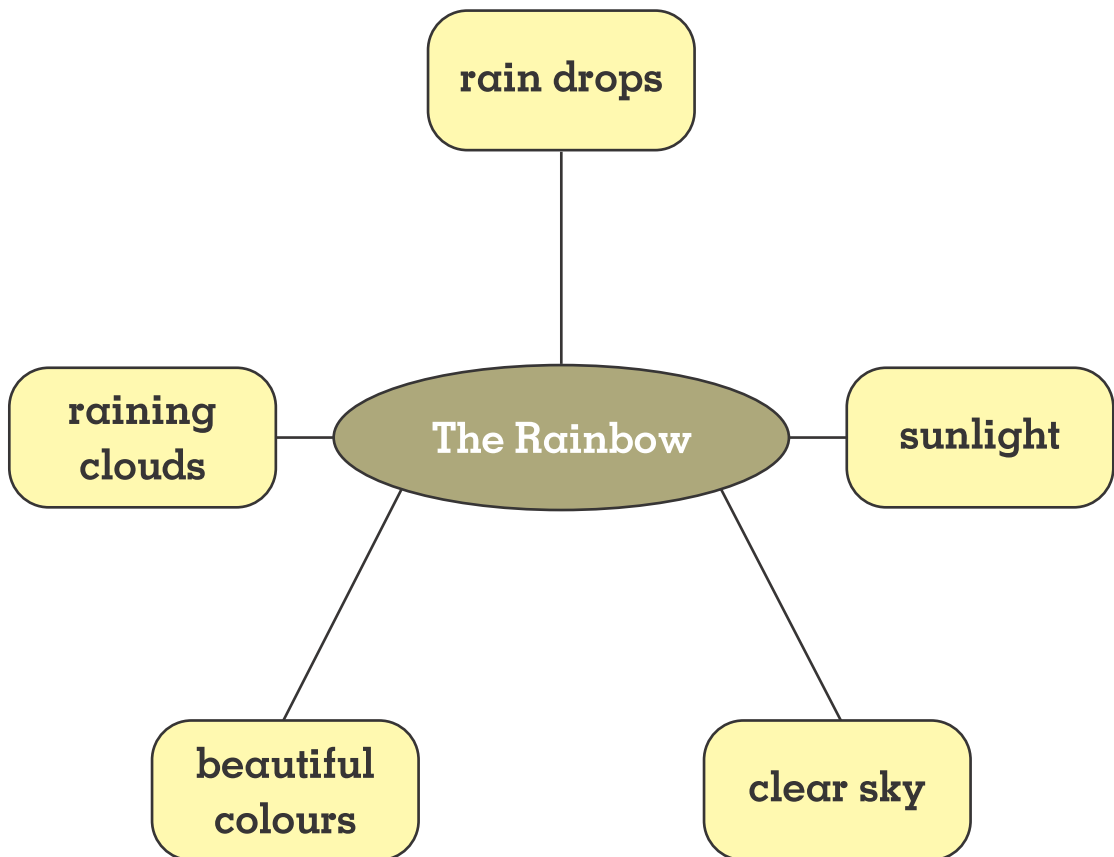 rain drops
raining
clouds
The Rainbow
sunlight
beautiful
colours
clear sky